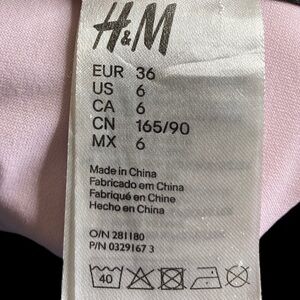 H&M
EUR 36
US 6
CA 6
CN 165/90
MX 6
Made in China
Fabricado em China
Fabriqué en Chine
Hecho en China
O/N 281180
P/N 0329167 3
40